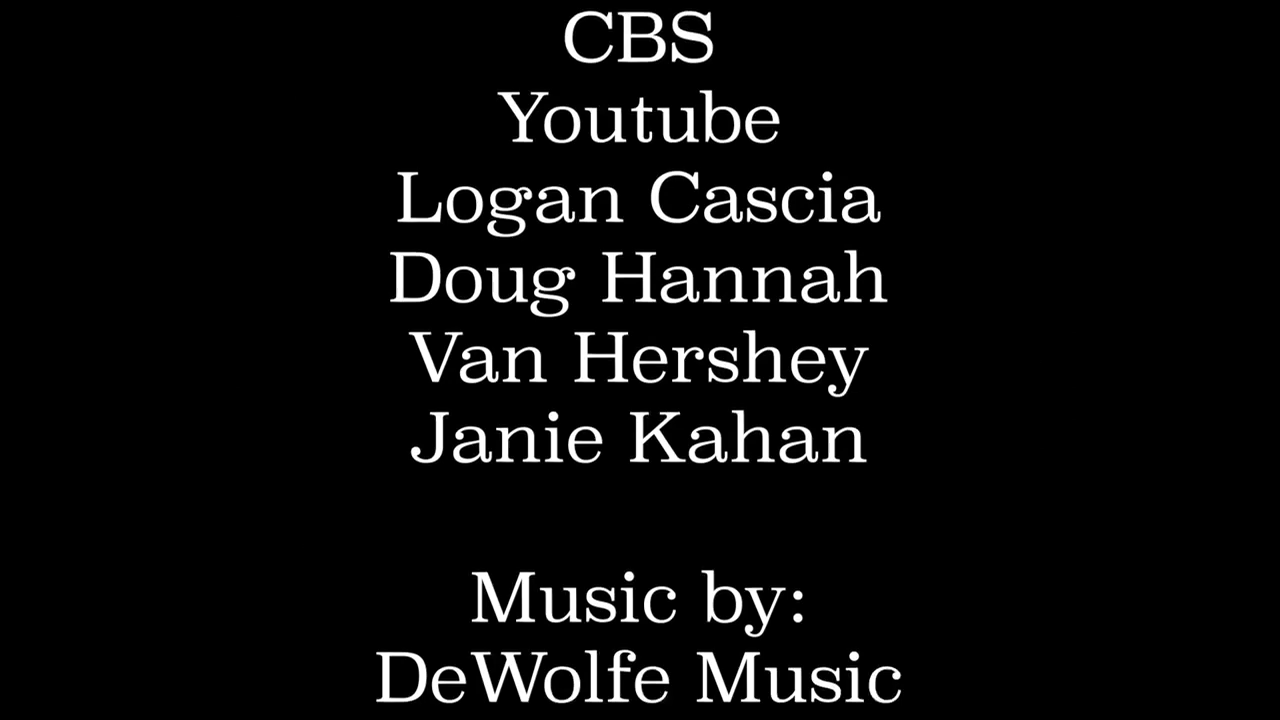 CBS
Youtube
Logan Cascia
Doug Hannah
Van Hershey
Janie Kahan
Music by:
DeWolfe Music